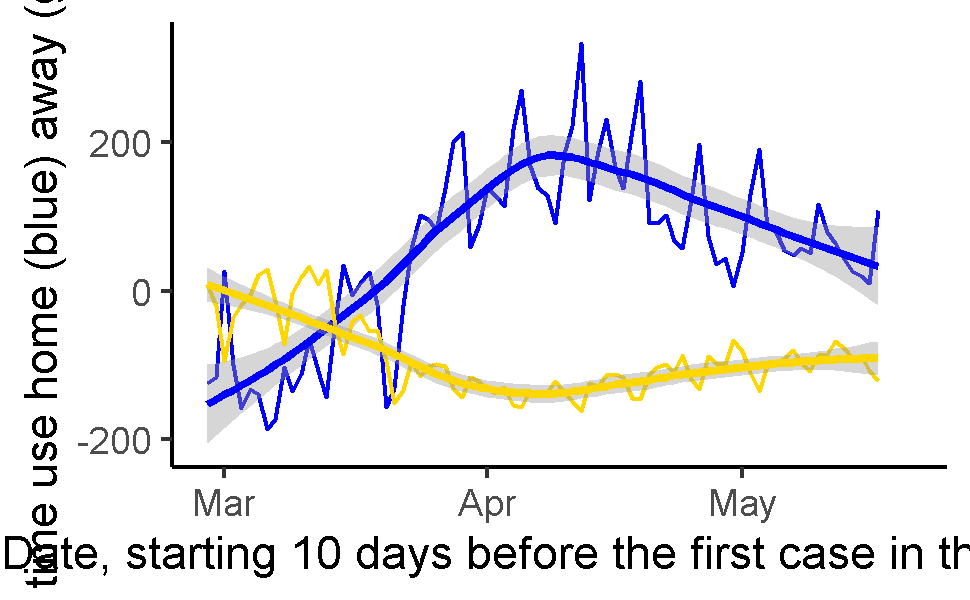 time use home (blue) away (
200
0
-200
Mar Apr May
Date, starting 10 days before the first case in th